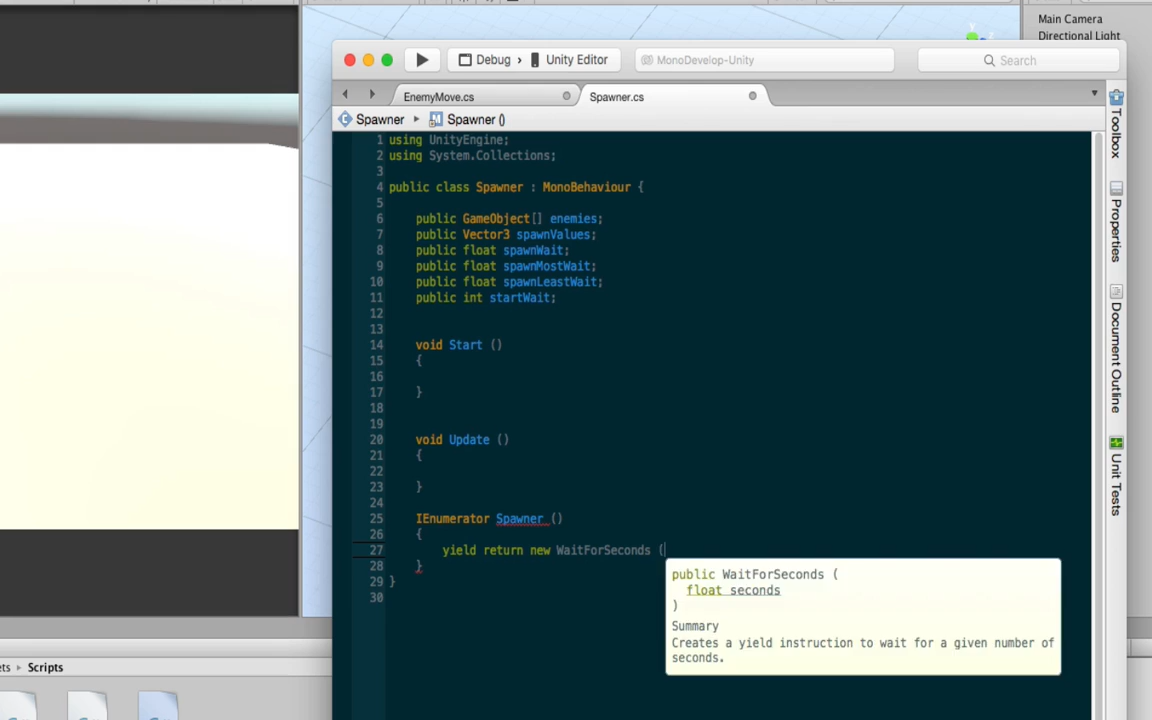 Main Camera
Directional Light
Debug › Unity Editor
MonoDevelop-Unity
Search
EnemyMove.cs
Spawner.cs
Spawner ▸ Spawner ()
1 using UnityEngine;
2 using System.Collections;
3
4 public class Spawner : MonoBehaviour {
5
6 public GameObject[] enemies;
7 public Vector3 spawnValues;
8 public float spawnWait;
9 public float spawnMostWait;
10 public float spawnLeastWait;
11 public int startWait;
12
13
14 void Start ()
15 {
16
17 }
18
19
20 void Update ()
21 {
22
23 }
24
25 IEnumerator Spawner ()
26 {
27 yield return new WaitForSeconds (
28 }
29 }
30
public WaitForSeconds (
float seconds
)
Summary
Creates a yield instruction to wait for a given number of
seconds.
Toolbox
Properties
Document Outline
Unit Tests
ets ▸ Scripts